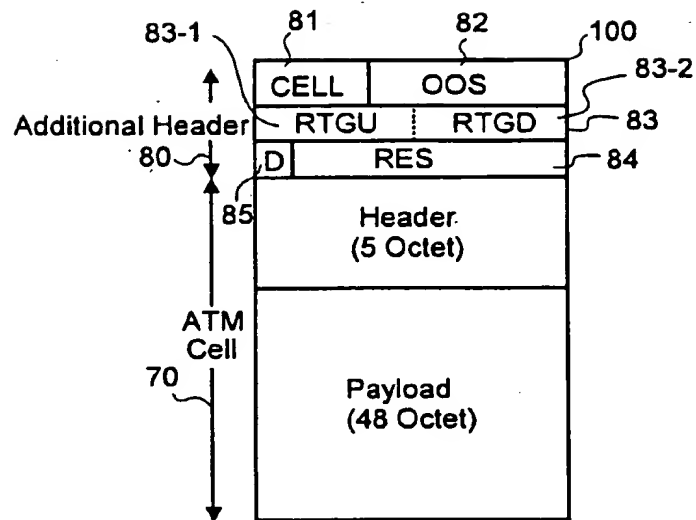 81 82 100
83-1 83-2
CELL OOS
Additional Header RTGU RTGD 83
80 D RES 84
85
Header
(5 Octet)
ATM
Cell
70
Payload
(48 Octet)